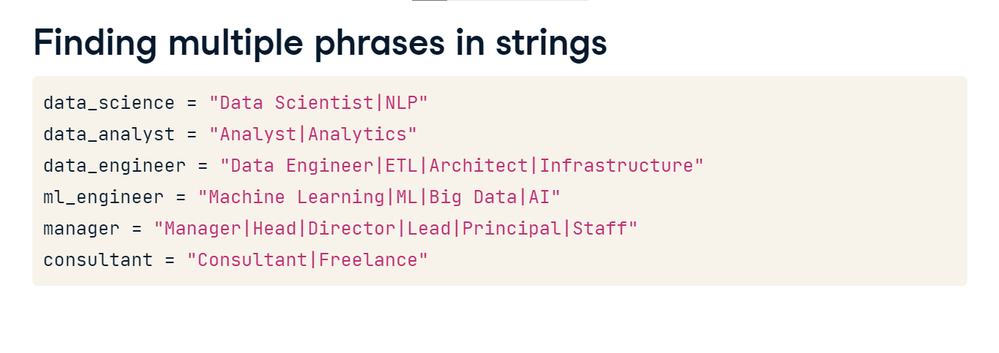 Finding multiple phrases in strings
data_science = "Data Scientist|NLP"
data_analyst = "Analyst|Analytics"
data_engineer = "Data Engineer|ETL|Architect|Infrastructure"
ml_engineer = "Machine Learning|ML|Big Data|AI"
manager = "Manager|Head|Director|Lead|Principal|Staff"
consultant = "Consultant|Freelance"